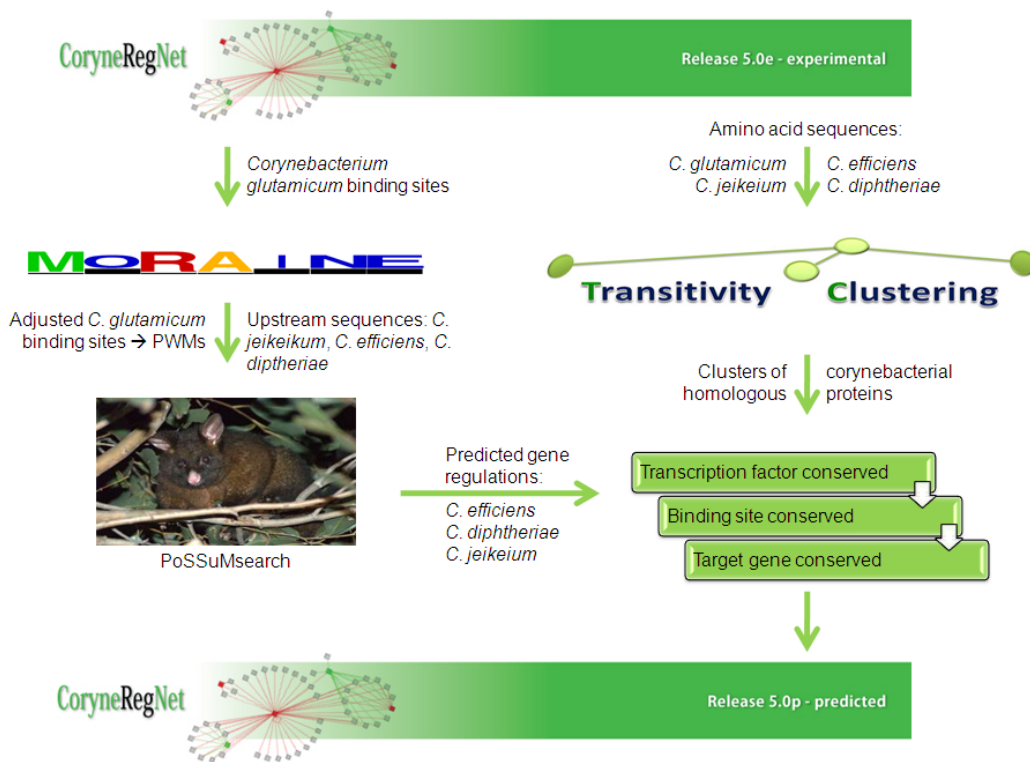 CoryneRegNet
Release 5.0e - experimental
Corynebacterium
glutamicum binding sites
Amino acid sequences:
C. glutamicum
C. jeikeium
C. efficiens
C. diphtheriae
MoRAiNE
Transitivity Clustering
Adjusted C. glutamicum
binding sites → PWMs
Upstream sequences: C.
jeikeikum, C. efficiens, C.
diptheriae
Clusters of
homologous
corynebacterial
proteins
PoSSuMsearch
Predicted gene
regulations:
C. efficiens
C. diphtheriae
C. jeikeium
Transcription factor conserved
Binding site conserved
Target gene conserved
CoryneRegNet
Release 5.0p - predicted